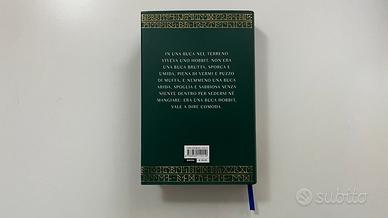 IN UNA BUCA NEL TERRENO
VIVEVA UNO HOBBIT. NON ERA
UNA BUCA BRUTTA, SPORCA E
UMIDA, PIENA DI VERMI E PUZZO
DI MUFFA, E NEMMENO UNA BUCA
ARIDA, SPOGLIA E SABBIOSA SENZA
NIENTE DENTRO PER SEDERSI NÉ
MANGIARE: ERA UNA BUCA HOBBIT,
VALE A DIRE COMODA.
subito